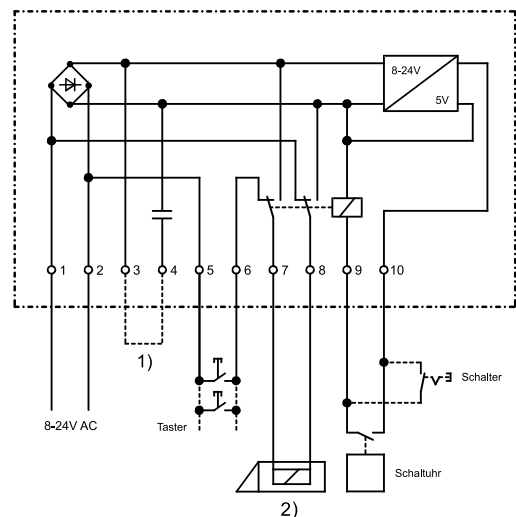 8-24V
5V
1 2 3 4 5 6 7 8 9 10
1)
Schalter
8-24V AC
Taster
Schaltuhr
2)